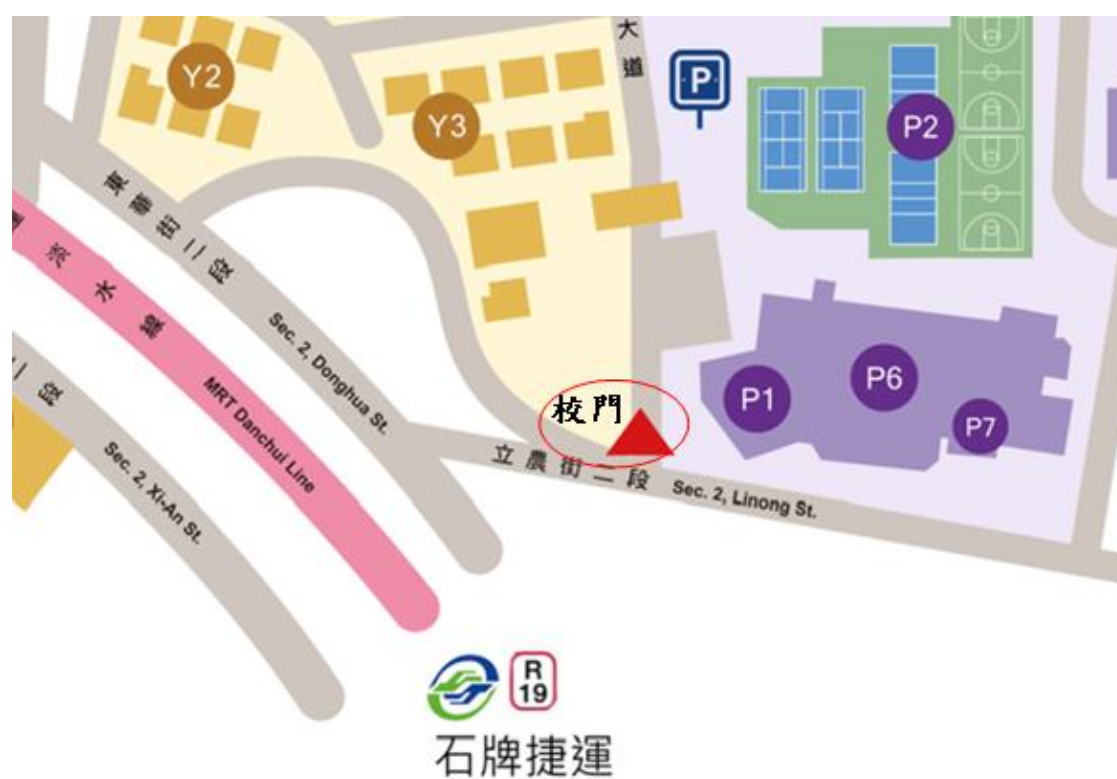 Y2
Y3
大道
P
P2
東華街二段
Sec. 2, Donghua St.
淡水線
MRT Danchui Line
段
Sec. 2, Xi-An St.
校門
立農街二段
Sec. 2, Linong St.
P1
P6
P7
R
19
石牌捷運